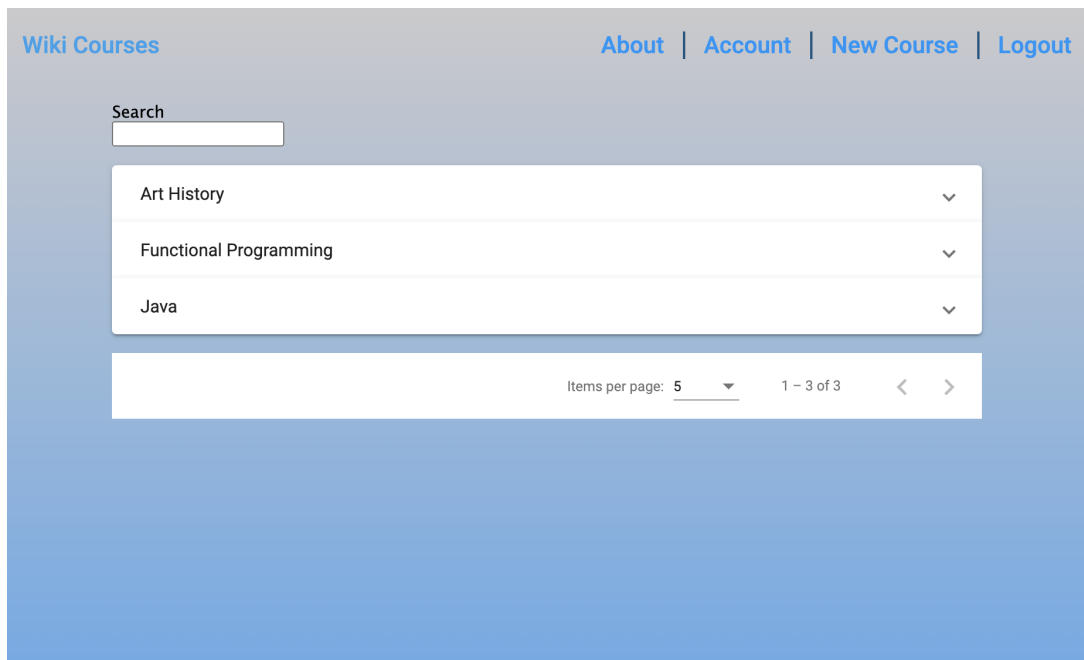 Wiki Courses About | Account | New Course | Logout
Search
Art History
Functional Programming
Java
Items per page: 5 1 – 3 of 3